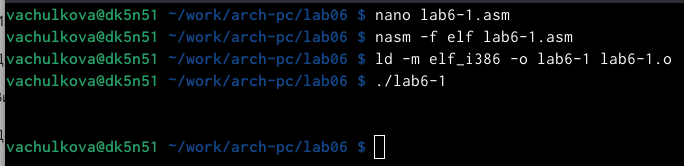 vachulkova@dk5n51 ~/work/arch-pc/lab06 $ nano lab6-1.asm
vachulkova@dk5n51 ~/work/arch-pc/lab06 $ nasm -f elf lab6-1.asm
vachulkova@dk5n51 ~/work/arch-pc/lab06 $ ld -m elf_i386 -o lab6-1 lab6-1.o
vachulkova@dk5n51 ~/work/arch-pc/lab06 $ ./lab6-1
vachulkova@dk5n51 ~/work/arch-pc/lab06 $